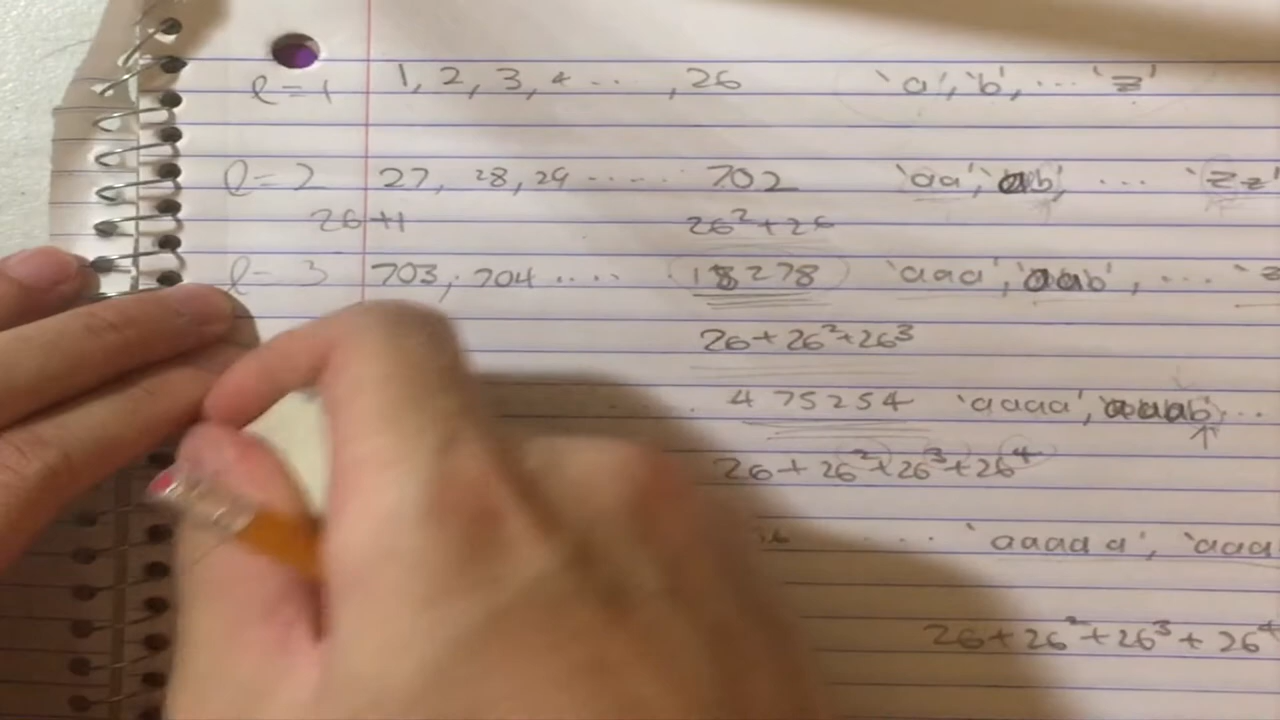 l=1 1, 2, 3, 4 ... , 26 `a', `b', ... `z'
l=2 27, 28, 29 ...... 702 `aa', `ab', ... `zz'
26+1 26²+26
l=3 703, 704 .... 18278 `aaa', `aab', ... `z
26+26²+26³
. 475254 `aaaa', `aaab', ...
26+26²+26³+26⁴
... `aaaaa', `aaa
26+26²+26³+26⁴